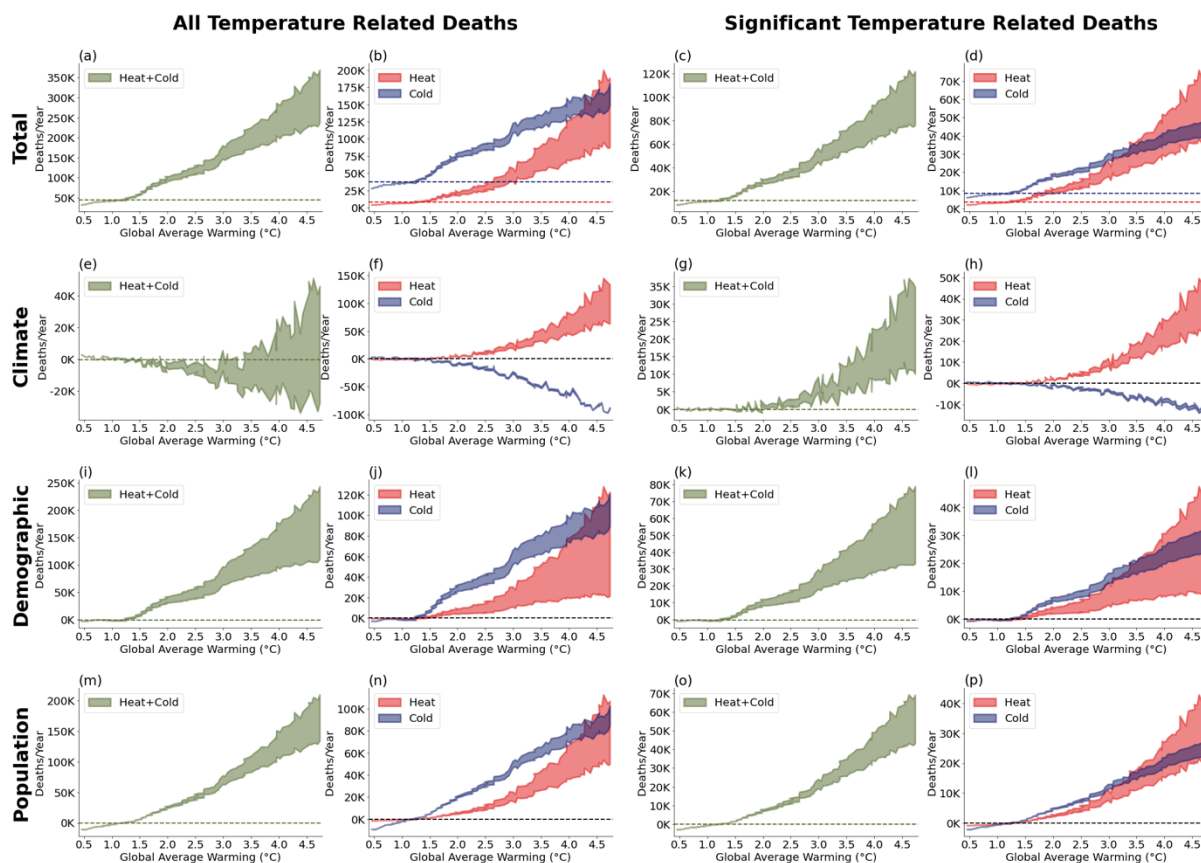 All Temperature Related Deaths
Significant Temperature Related Deaths
Total
(a)
Heat+Cold
Deaths/Year
350K
300K
250K
200K
150K
100K
50K
0.5 1.0 1.5 2.0 2.5 3.0 3.5 4.0 4.5
Global Average Warming (°C)
(b)
Heat
Cold
Deaths/Year
200K
175K
150K
125K
100K
75K
50K
25K
0K
0.5 1.0 1.5 2.0 2.5 3.0 3.5 4.0 4.5
Global Average Warming (°C)
(c)
Heat+Cold
Deaths/Year
120K
100K
80K
60K
40K
20K
0.5 1.0 1.5 2.0 2.5 3.0 3.5 4.0 4.5
Global Average Warming (°C)
(d)
Heat
Cold
Deaths/Year
70K
60K
50K
40K
30K
20K
10K
0K
0.5 1.0 1.5 2.0 2.5 3.0 3.5 4.0 4.5
Global Average Warming (°C)
Climate
(e)
Heat+Cold
Deaths/Year
40K
20K
0K
-20K
0.5 1.0 1.5 2.0 2.5 3.0 3.5 4.0 4.5
Global Average Warming (°C)
(f)
Heat
Cold
Deaths/Year
150K
100K
50K
0K
-50K
-100K
0.5 1.0 1.5 2.0 2.5 3.0 3.5 4.0 4.5
Global Average Warming (°C)
(g)
Heat+Cold
Deaths/Year
35K
30K
25K
20K
15K
10K
5K
0K
0.5 1.0 1.5 2.0 2.5 3.0 3.5 4.0 4.5
Global Average Warming (°C)
(h)
Heat
Cold
Deaths/Year
50K
40K
30K
20K
10K
0K
-10K
0.5 1.0 1.5 2.0 2.5 3.0 3.5 4.0 4.5
Global Average Warming (°C)
Demographic
(i)
Heat+Cold
Deaths/Year
250K
200K
150K
100K
50K
0K
0.5 1.0 1.5 2.0 2.5 3.0 3.5 4.0 4.5
Global Average Warming (°C)
(j)
Heat
Cold
Deaths/Year
120K
100K
80K
60K
40K
20K
0K
0.5 1.0 1.5 2.0 2.5 3.0 3.5 4.0 4.5
Global Average Warming (°C)
(k)
Heat+Cold
Deaths/Year
80K
70K
60K
50K
40K
30K
20K
10K
0K
0.5 1.0 1.5 2.0 2.5 3.0 3.5 4.0 4.5
Global Average Warming (°C)
(l)
Heat
Cold
Deaths/Year
40K
30K
20K
10K
0K
0.5 1.0 1.5 2.0 2.5 3.0 3.5 4.0 4.5
Global Average Warming (°C)
Population
(m)
Heat+Cold
Deaths/Year
200K
150K
100K
50K
0K
0.5 1.0 1.5 2.0 2.5 3.0 3.5 4.0 4.5
Global Average Warming (°C)
(n)
Heat
Cold
Deaths/Year
100K
80K
60K
40K
20K
0K
0.5 1.0 1.5 2.0 2.5 3.0 3.5 4.0 4.5
Global Average Warming (°C)
(o)
Heat+Cold
Deaths/Year
70K
60K
50K
40K
30K
20K
10K
0K
0.5 1.0 1.5 2.0 2.5 3.0 3.5 4.0 4.5
Global Average Warming (°C)
(p)
Heat
Cold
Deaths/Year
40K
30K
20K
10K
0K
0.5 1.0 1.5 2.0 2.5 3.0 3.5 4.0 4.5
Global Average Warming (°C)